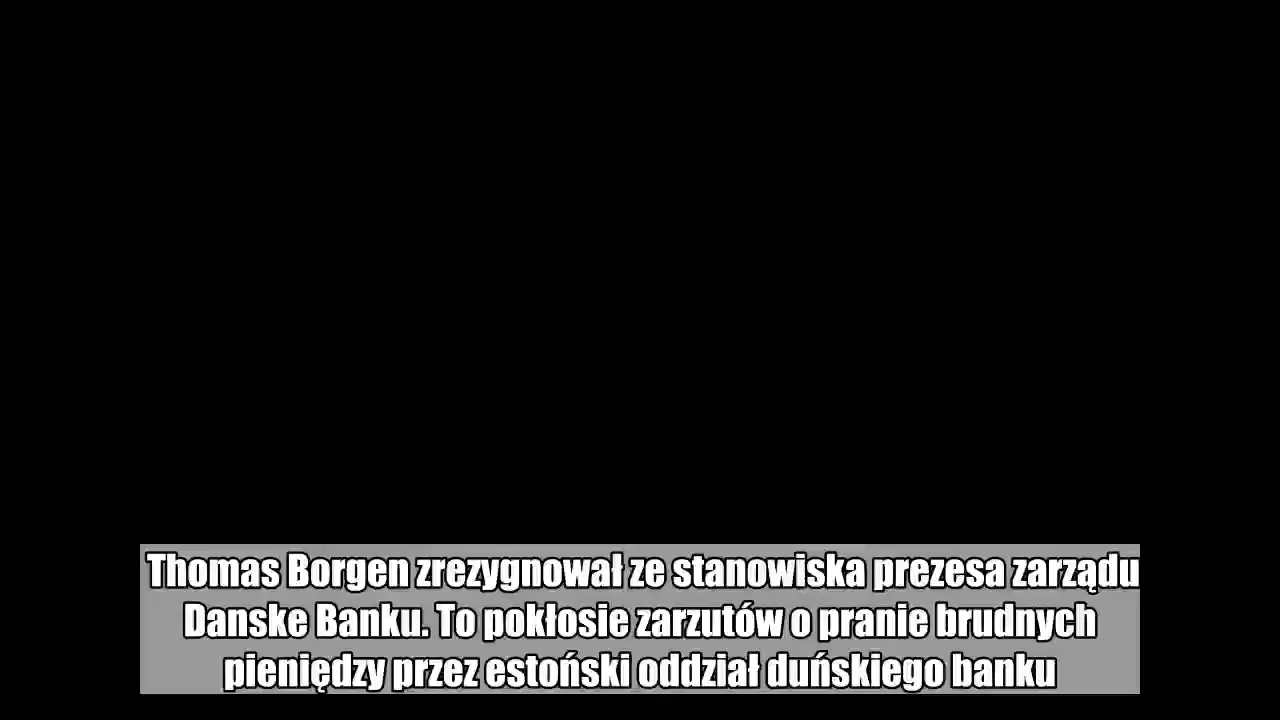 Thomas Borgen zrezygnował ze stanowiska prezesa zarządu
Danske Banku. To pokłosie zarzutów o pranie brudnych
pieniędzy przez estoński oddział duńskiego banku